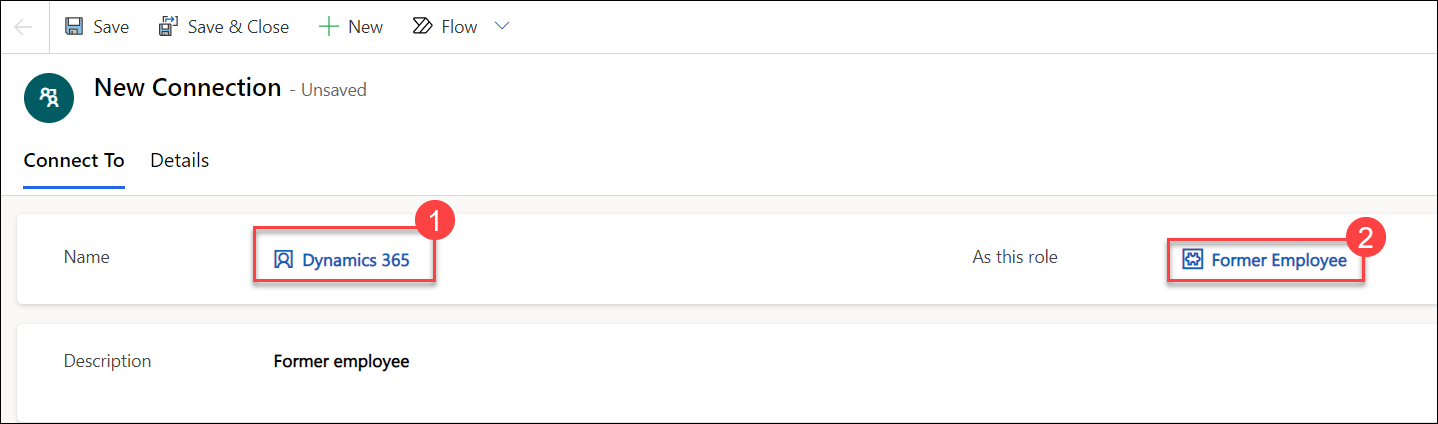 Save Save & Close New Flow
New Connection - Unsaved
Connect To Details
1
2
Name Dynamics 365 As this role Former Employee
Description Former employee